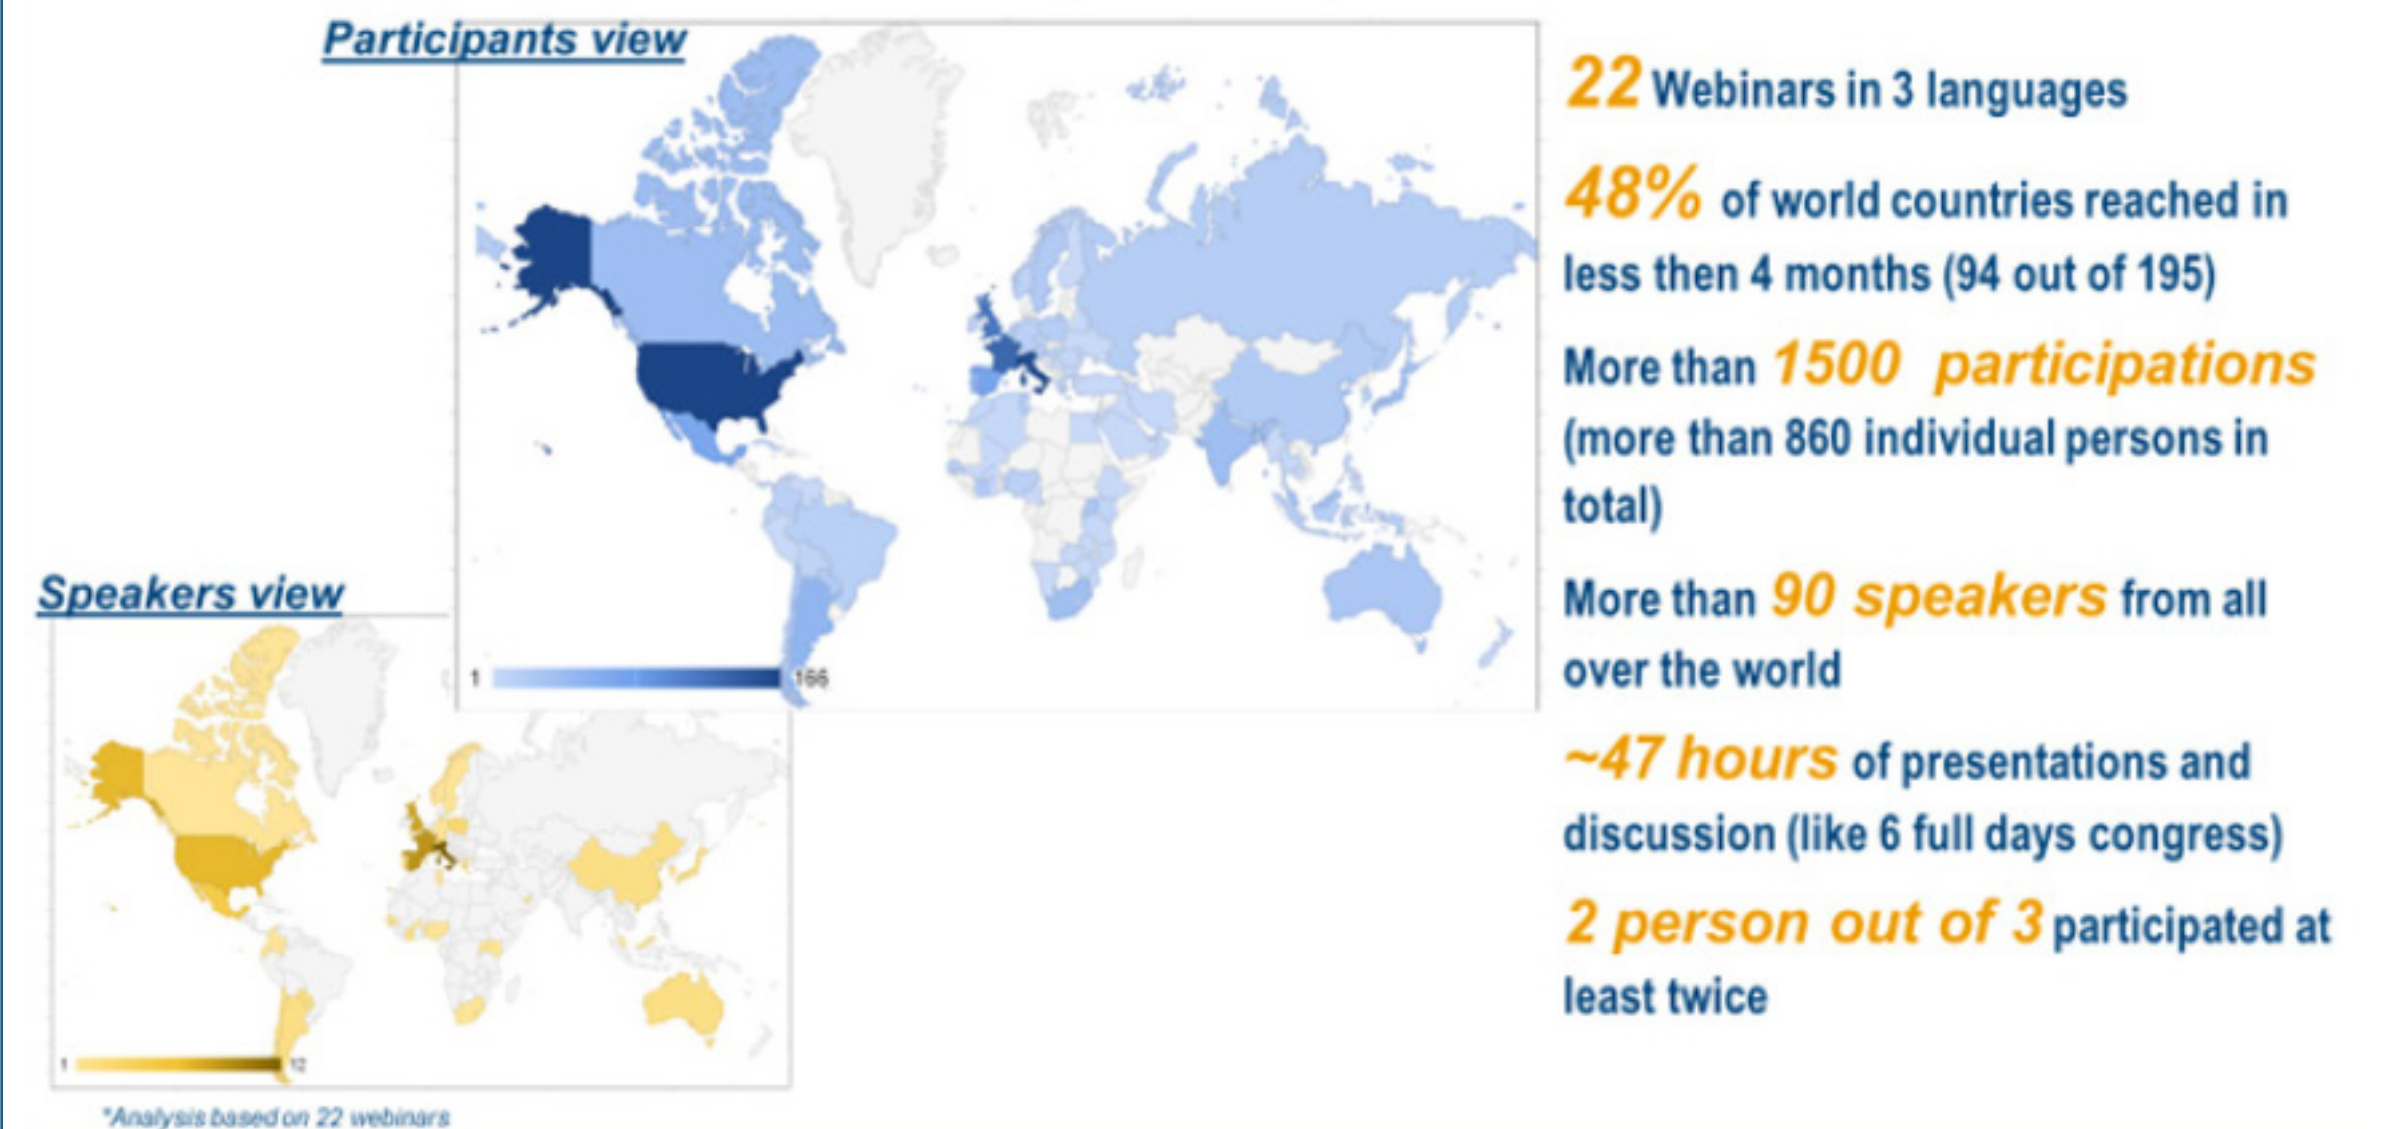 Participants view
1 166
Speakers view
1 12
*Analysis based on 22 webinars
22 Webinars in 3 languages
48% of world countries reached in
less then 4 months (94 out of 195)
More than 1500 participations
(more than 860 individual persons in
total)
More than 90 speakers from all
over the world
~47 hours of presentations and
discussion (like 6 full days congress)
2 person out of 3 participated at
least twice